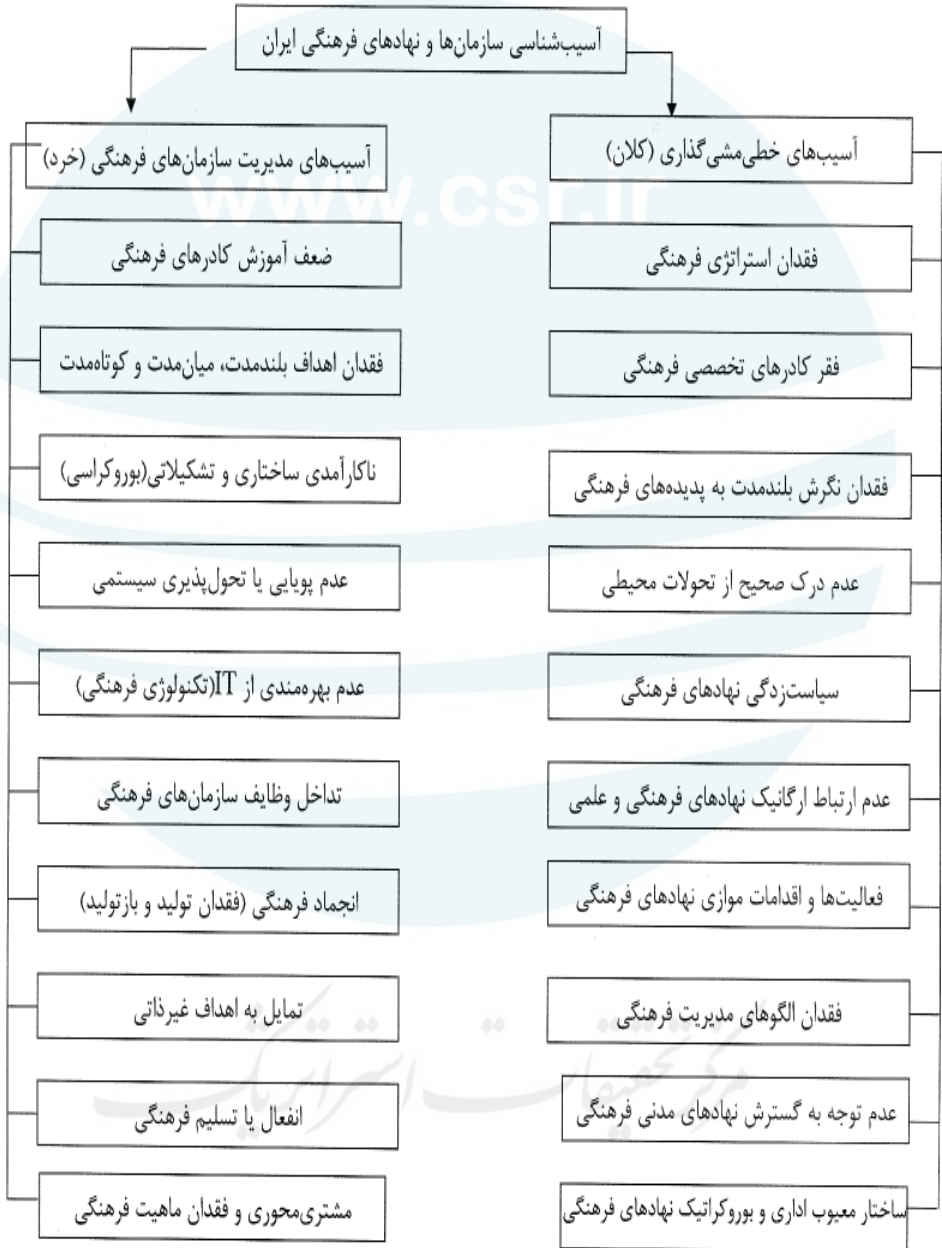 آسیب‌شناسی سازمان‌ها و نهادهای فرهنگی ایران
آسیب‌های خطی‌مشی‌گذاری (کلان)
فقدان استراتژی فرهنگی
فقر کادرهای تخصصی فرهنگی
فقدان نگرش بلندمدت به پدیده‌های فرهنگی
عدم درک صحیح از تحولات محیطی
سیاست‌زدگی نهادهای فرهنگی
عدم ارتباط ارگانیک نهادهای فرهنگی و علمی
فعالیت‌ها و اقدامات موازی نهادهای فرهنگی
فقدان الگوهای مدیریت فرهنگی
عدم توجه به گسترش نهادهای مدنی فرهنگی
ساختار معیوب اداری و بوروکراتیک نهادهای فرهنگی
آسیب‌های مدیریت سازمان‌های فرهنگی (خرد)
ضعف آموزش کادرهای فرهنگی
فقدان اهداف بلندمدت، میان‌مدت و کوتاه‌مدت
ناکارآمدی ساختاری و تشکیلاتی(بوروکراسی)
عدم پویایی یا تحول‌پذیری سیستمی
عدم بهره‌مندی از IT(تکنولوژی فرهنگی)
تداخل وظایف سازمان‌های فرهنگی
انجماد فرهنگی (فقدان تولید و بازتولید)
تمایل به اهداف غیرذاتی
انفعال یا تسلیم فرهنگی
مشتری‌محوری و فقدان ماهیت فرهنگی
www.csr.ir
مرکز تحقیقات استراتژیک